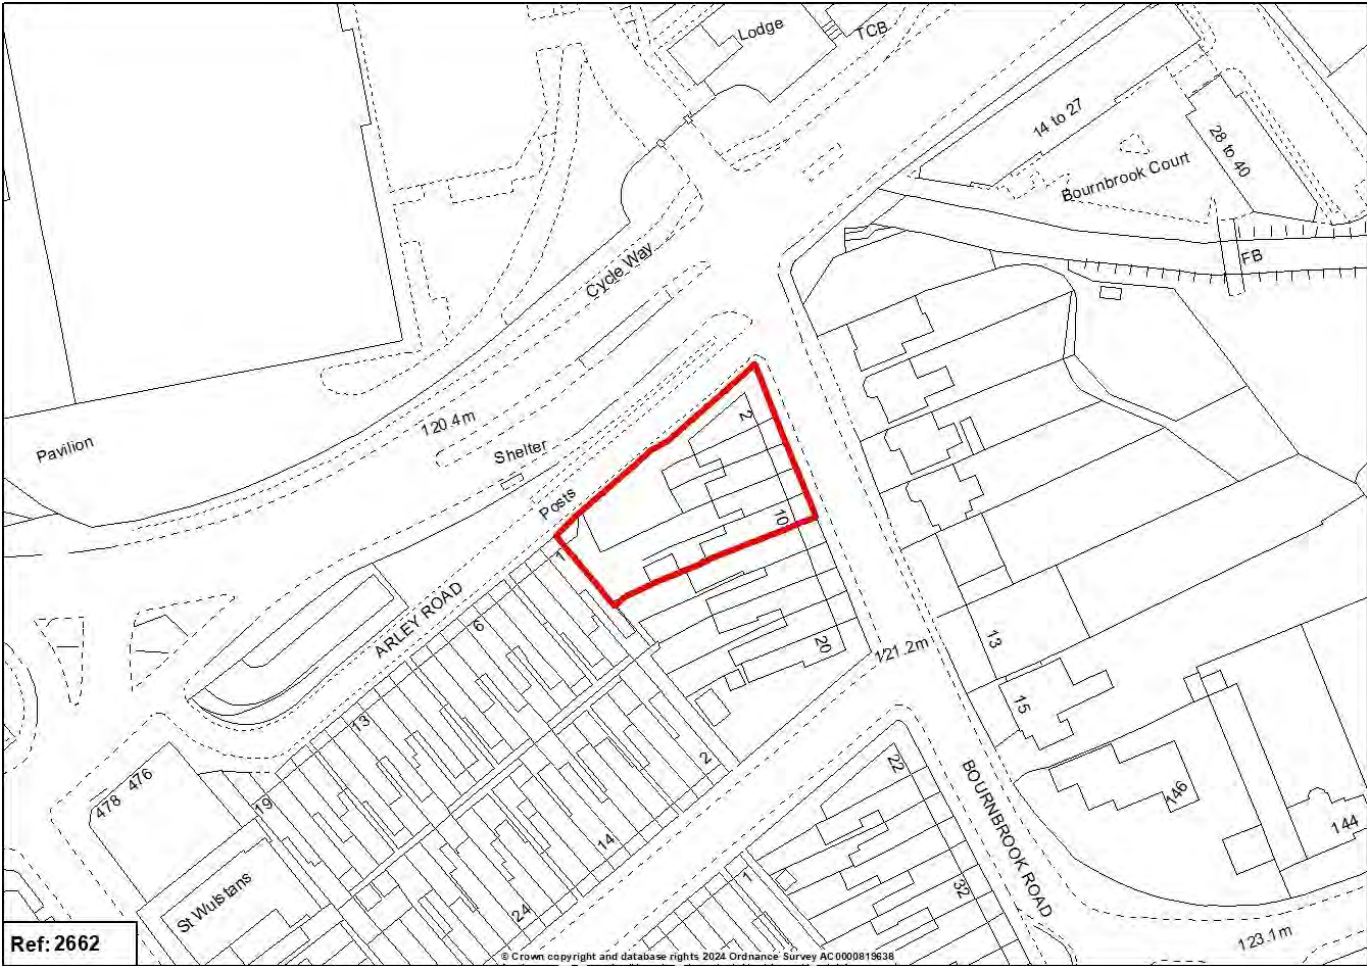 Lodge
TCB
14 to 27
28 to 40
Bournbrook Court
FB
Cycle Way
120.4m
Pavilion
Shelter
Posts
2
10
1
ARLEY ROAD
6
20
121.2m
13
13
15
2
22
BOURNBROOK ROAD
146
144
478 476
19
14
1
32
St Wulstans
24
123.1m
Ref: 2662
© Crown copyright and database rights 2024 Ordnance Survey AC0000819638